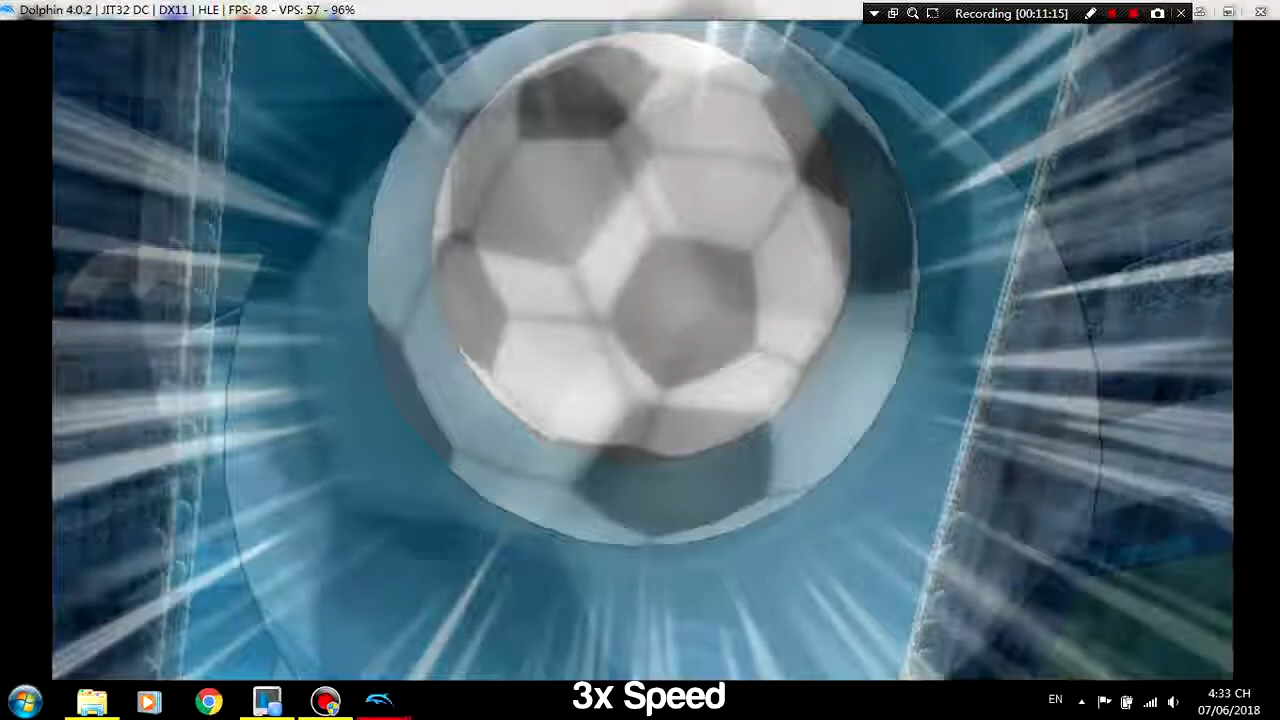 Dolphin 4.0.2 | JIT32 DC | DX11 | HLE | FPS: 28 - VPS: 57 - 96%
Recording [00:11:15]
3x Speed
EN
4:33 CH
07/06/2018